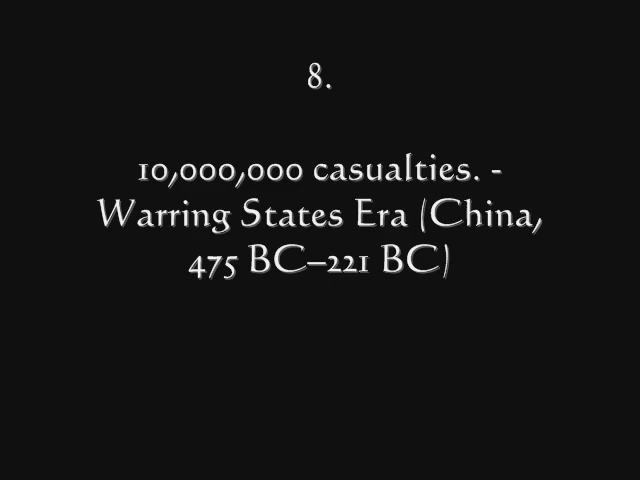 8.
10,000,000 casualties. -
Warring States Era (China,
475 BC–221 BC)